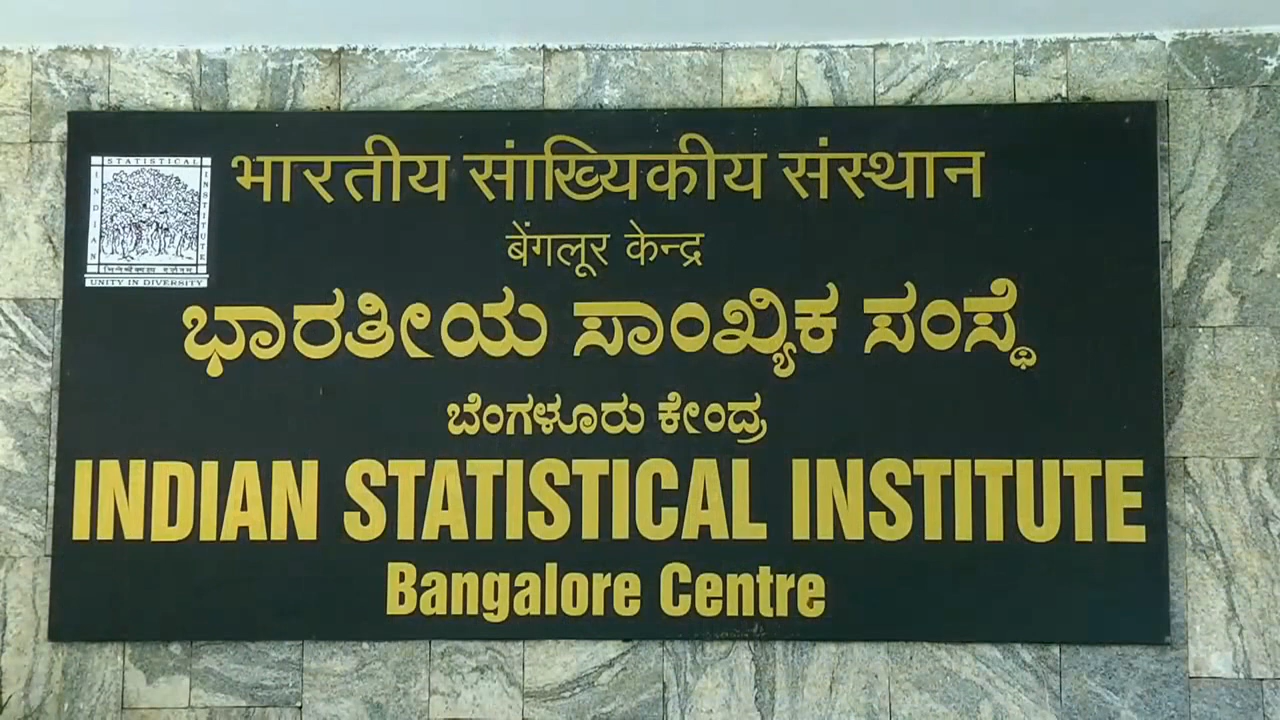 STATISTICAL
INDIAN
INSTITUTE
UNITY IN DIVERSITY
भारतीय सांख्यिकीय संस्थान
बेंगलूर केन्द्र
ಭಾರತೀಯ ಸಾಂಖ್ಯಿಕ ಸಂಸ್ಥೆ
ಬೆಂಗಳೂರು ಕೇಂದ್ರ
INDIAN STATISTICAL INSTITUTE
Bangalore Centre